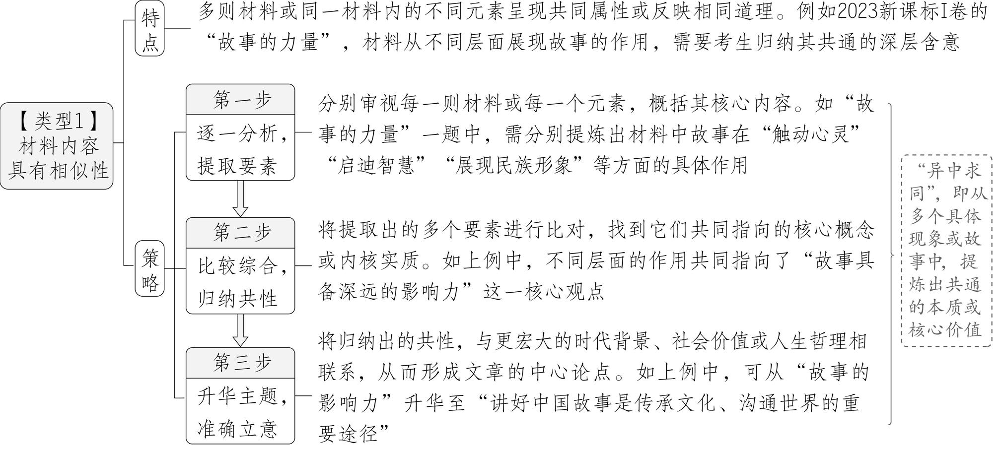 【类型1】
材料内容
具有相似性
特
点
多则材料或同一材料内的不同元素呈现共同属性或反映相同道理。例如2023新课标Ⅰ卷的
“故事的力量”，材料从不同层面展现故事的作用，需要考生归纳其共通的深层含意
策
略
第一步
逐一分析，
提取要素
分别审视每一则材料或每一个元素，概括其核心内容。如“故
事的力量”一题中，需分别提炼出材料中故事在“触动心灵”
“启迪智慧”“展现民族形象”等方面的具体作用
第二步
比较综合，
归纳共性
将提取出的多个要素进行比对，找到它们共同指向的核心概念
或内核实质。如上例中，不同层面的作用共同指向了“故事具
备深远的影响力”这一核心观点
第三步
升华主题，
准确立意
将归纳出的共性，与更宏大的时代背景、社会价值或人生哲理相
联系，从而形成文章的中心论点。如上例中，可从“故事的
影响力”升华至“讲好中国故事是传承文化、沟通世界的重
要途径”
“异中求
同”，即从
多个具体
现象或故
事中，提
炼出共通
的本质或
核心价值